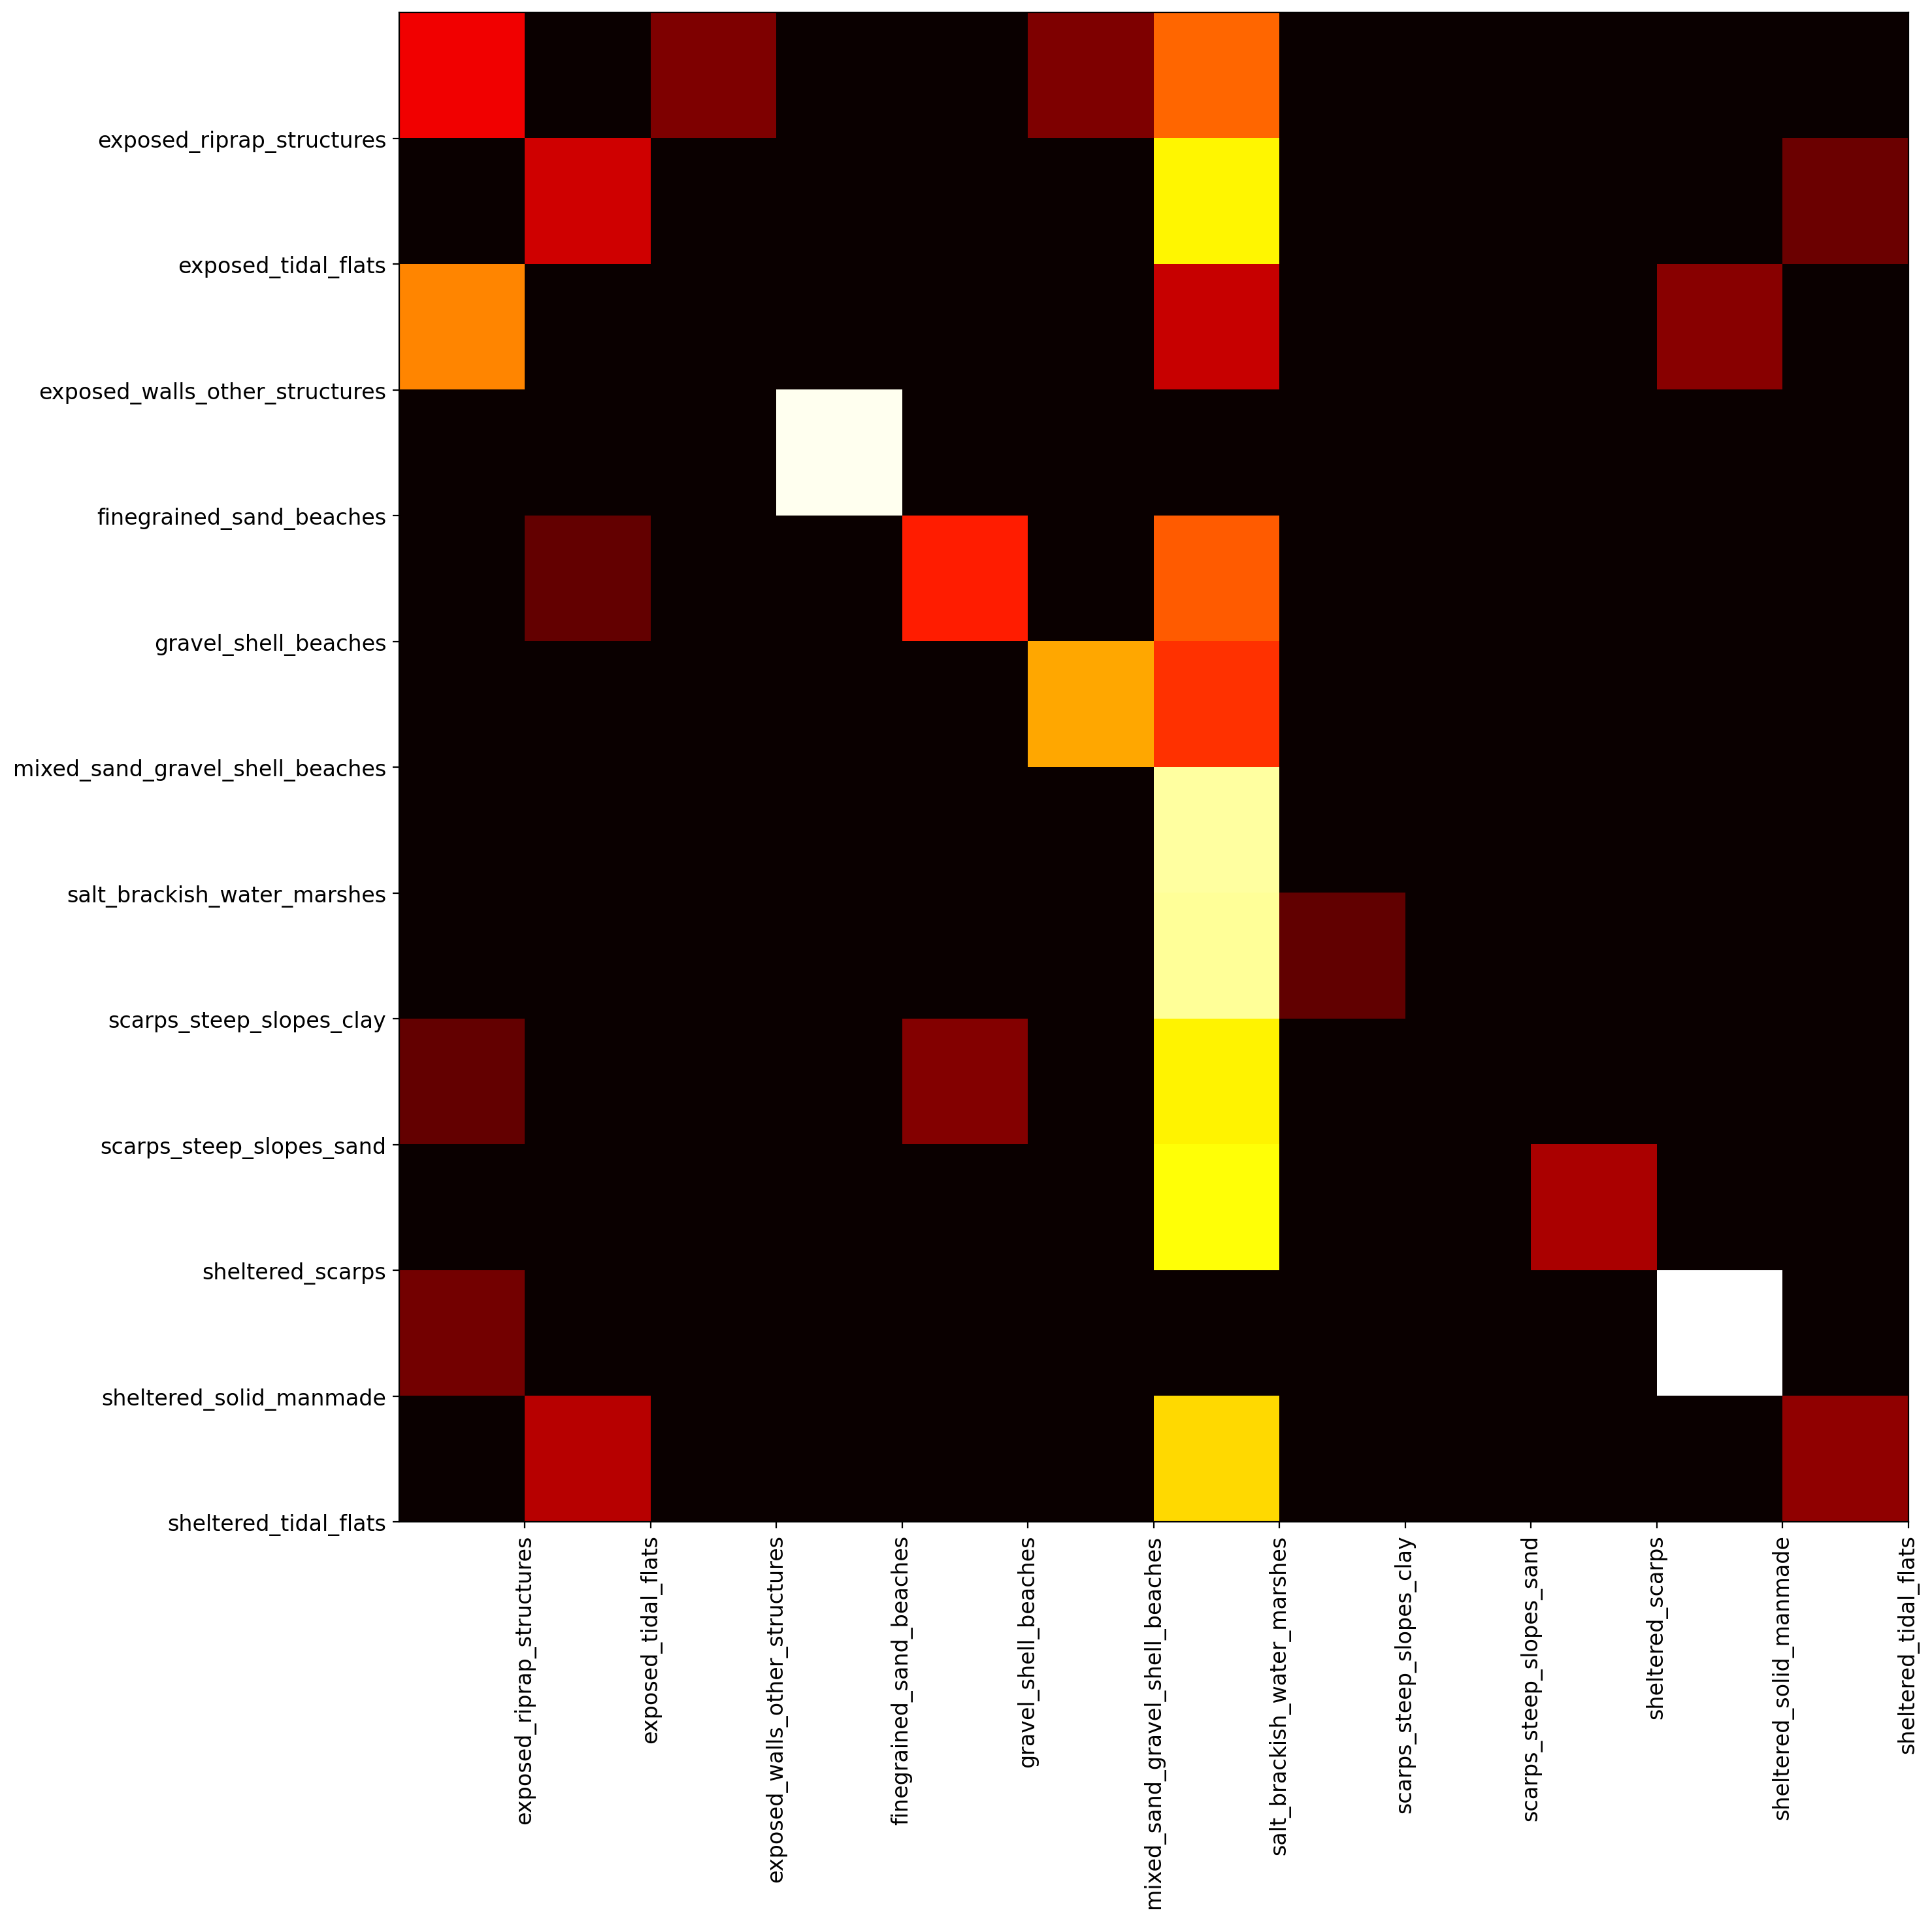 exposed_riprap_structures
exposed_tidal_flats
exposed_walls_other_structures
finegrained_sand_beaches
gravel_shell_beaches
mixed_sand_gravel_shell_beaches
salt_brackish_water_marshes
scarps_steep_slopes_clay
scarps_steep_slopes_sand
sheltered_scarps
sheltered_solid_manmade
sheltered_tidal_flats
exposed_riprap_structures
exposed_tidal_flats
exposed_walls_other_structures
finegrained_sand_beaches
gravel_shell_beaches
mixed_sand_gravel_shell_beaches
salt_brackish_water_marshes
scarps_steep_slopes_clay
scarps_steep_slopes_sand
sheltered_scarps
sheltered_solid_manmade
sheltered_tidal_flats